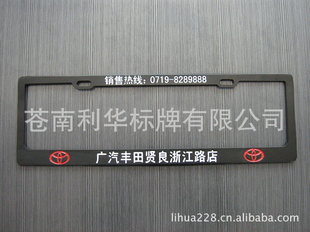 销售热线：0719-8289888
苍南利华标牌有限公司
广汽丰田贤良浙江路店
lihua228.cn.alibaba.com